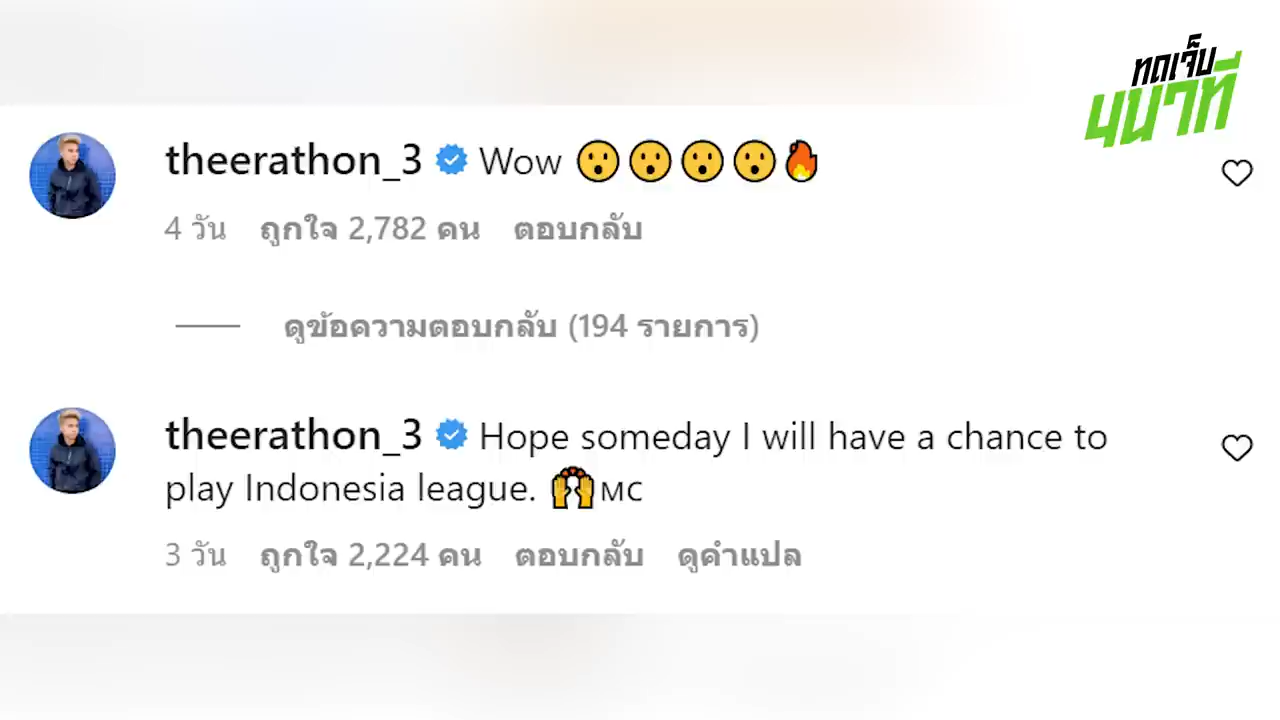 ทดเจ็บ
4นาที
theerathon_3 Wow 😮😮😮😮🔥
4 วัน ถูกใจ 2,782 คน ตอบกลับ
ดูข้อความตอบกลับ (194 รายการ)
theerathon_3 Hope someday I will have a chance to
play Indonesia league. 🙌MC
3 วัน ถูกใจ 2,224 คน ตอบกลับ ดูคำแปล